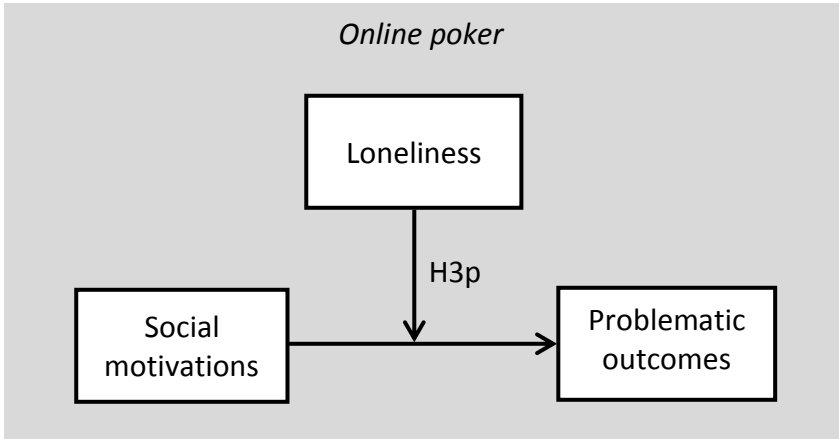 Online poker
Loneliness
H3p
Social
motivations
Problematic
outcomes